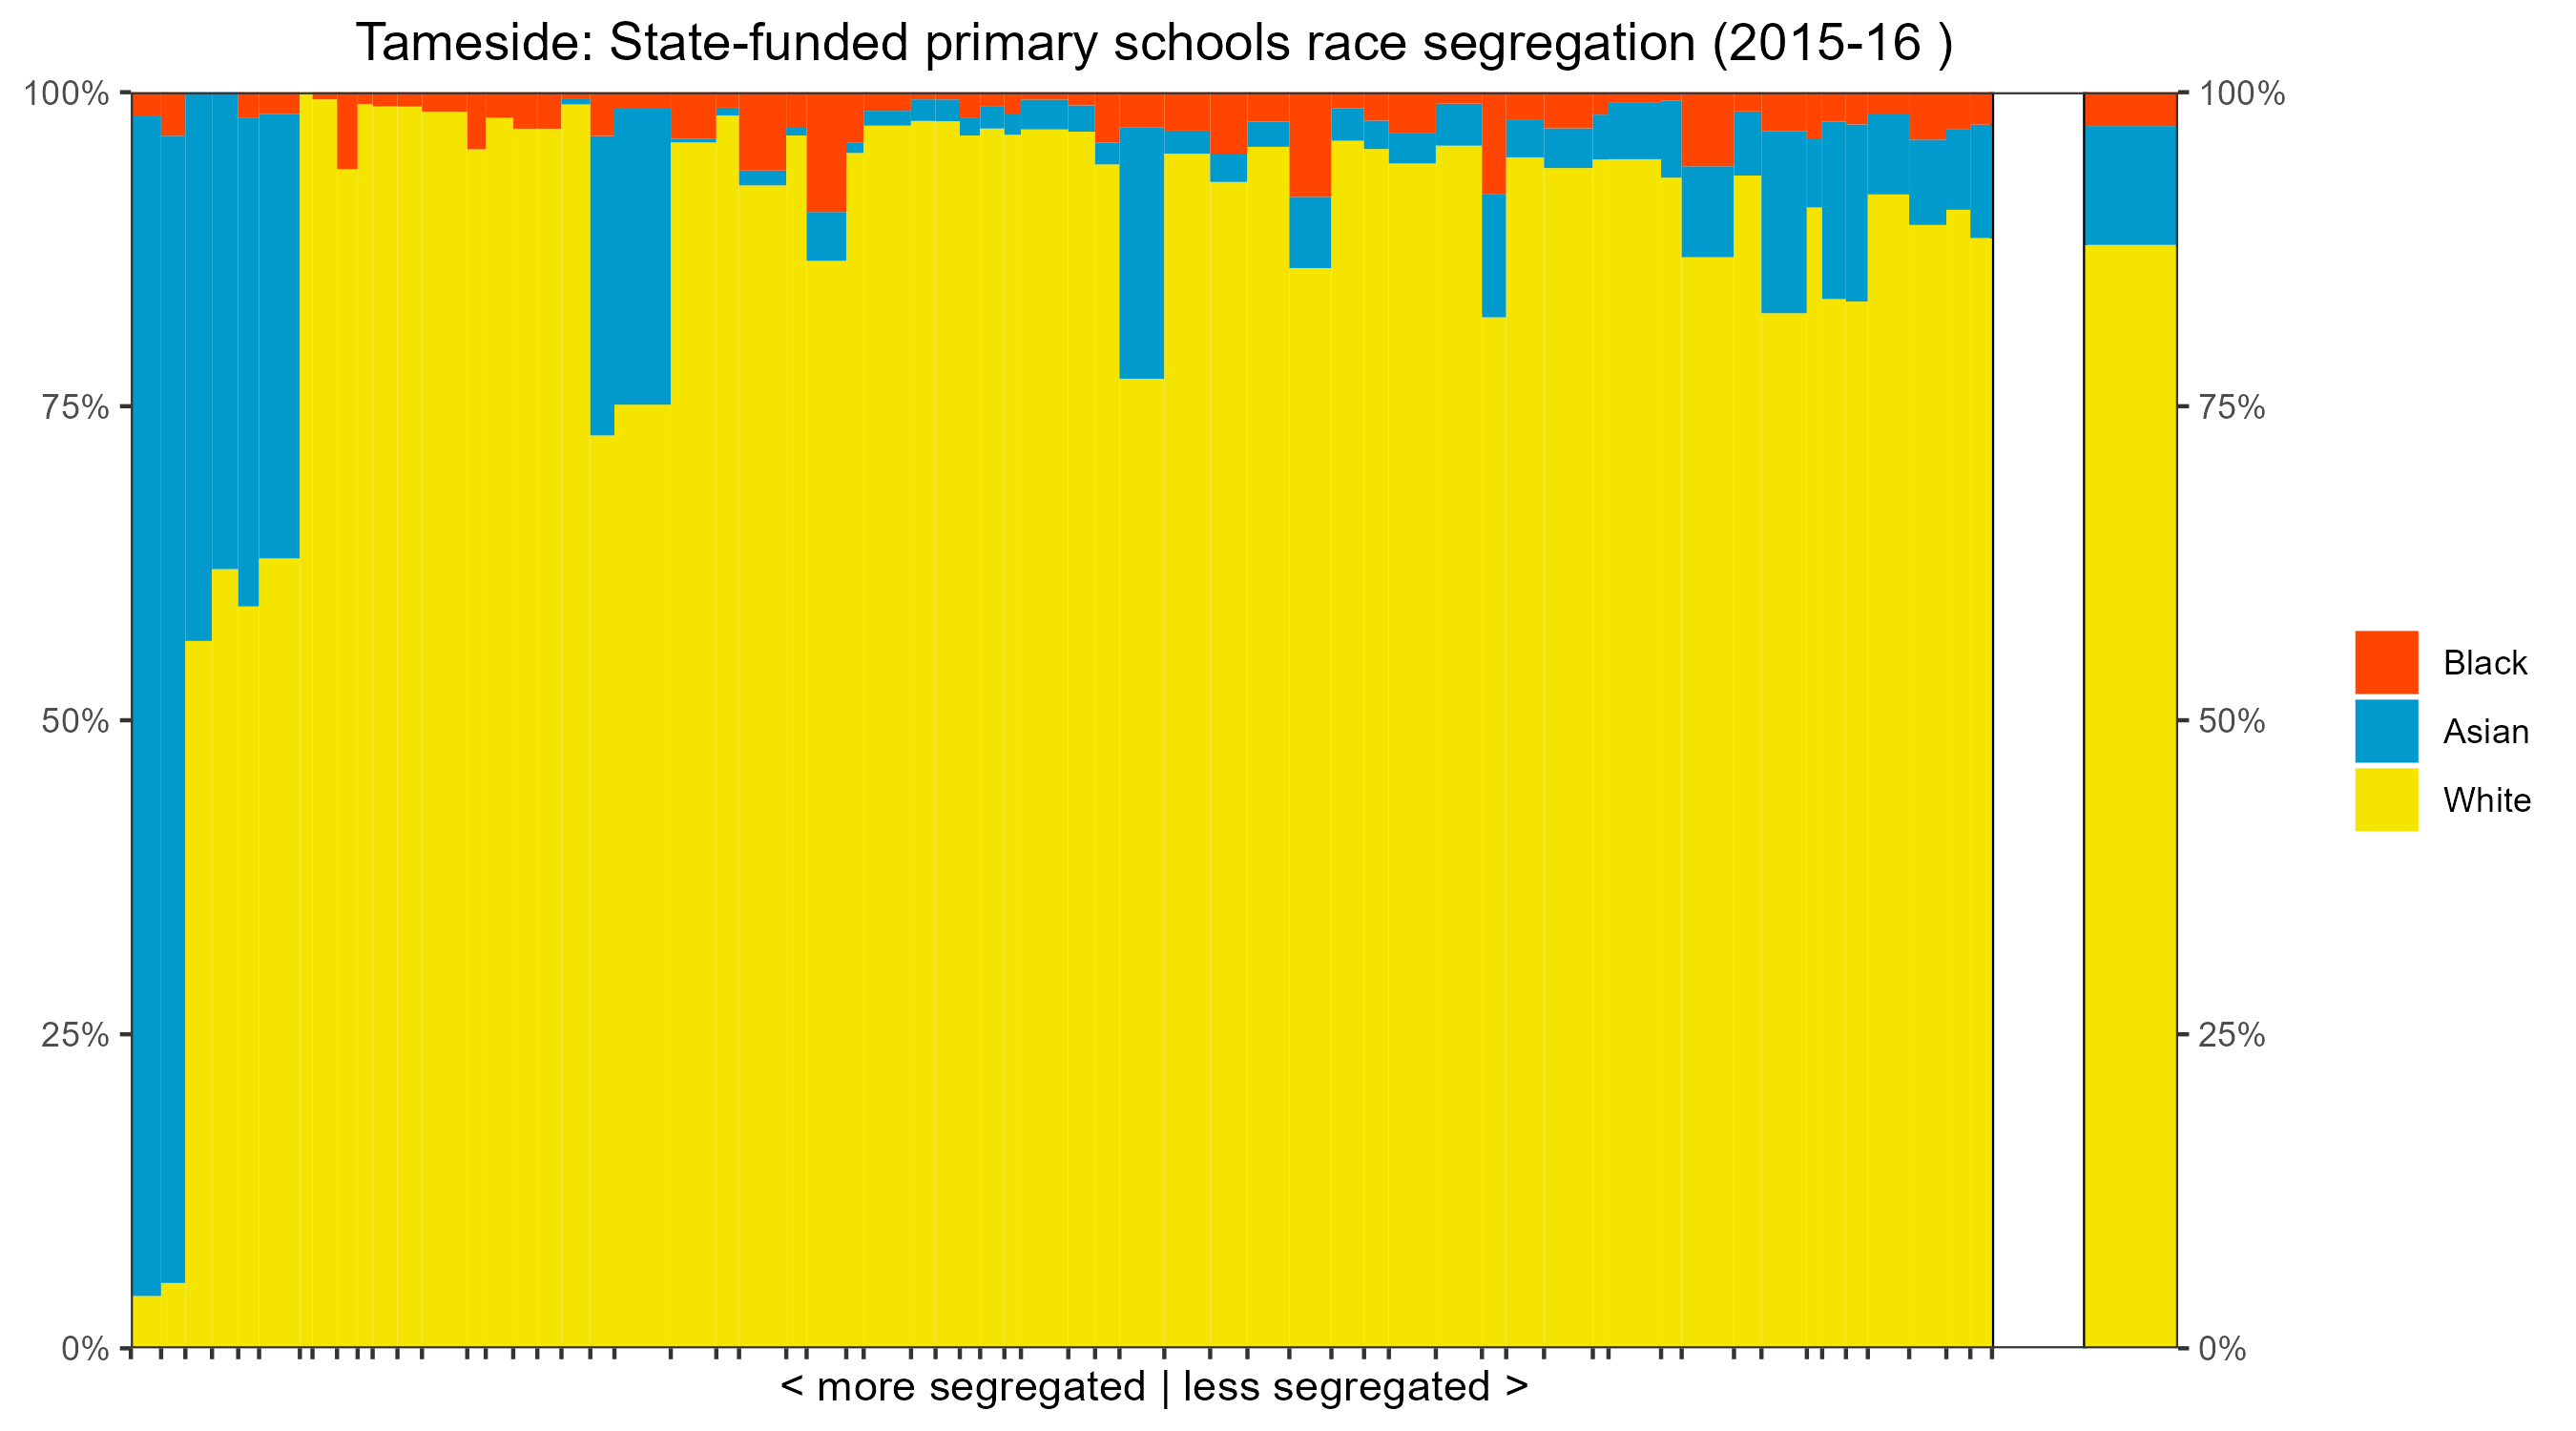 Tameside: State-funded primary schools race segregation (2015-16 )
100%
75%
50%
25%
0%
100%
75%
50%
25%
0%
Black
Asian
White
< more segregated | less segregated >